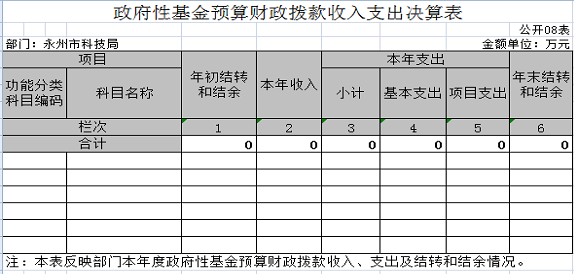 政府性基金预算财政拨款收入支出决算表
公开08表
部门：永州市科技局 金额单位：万元
项目 年初结转和结余 本年收入 本年支出 年末结转和结余
功能分类科目编码 科目名称 小计 基本支出 项目支出
栏次 1 2 3 4 5 6
合计 0 0 0 0 0 0
注：本表反映部门本年度政府性基金预算财政拨款收入、支出及结转和结余情况。